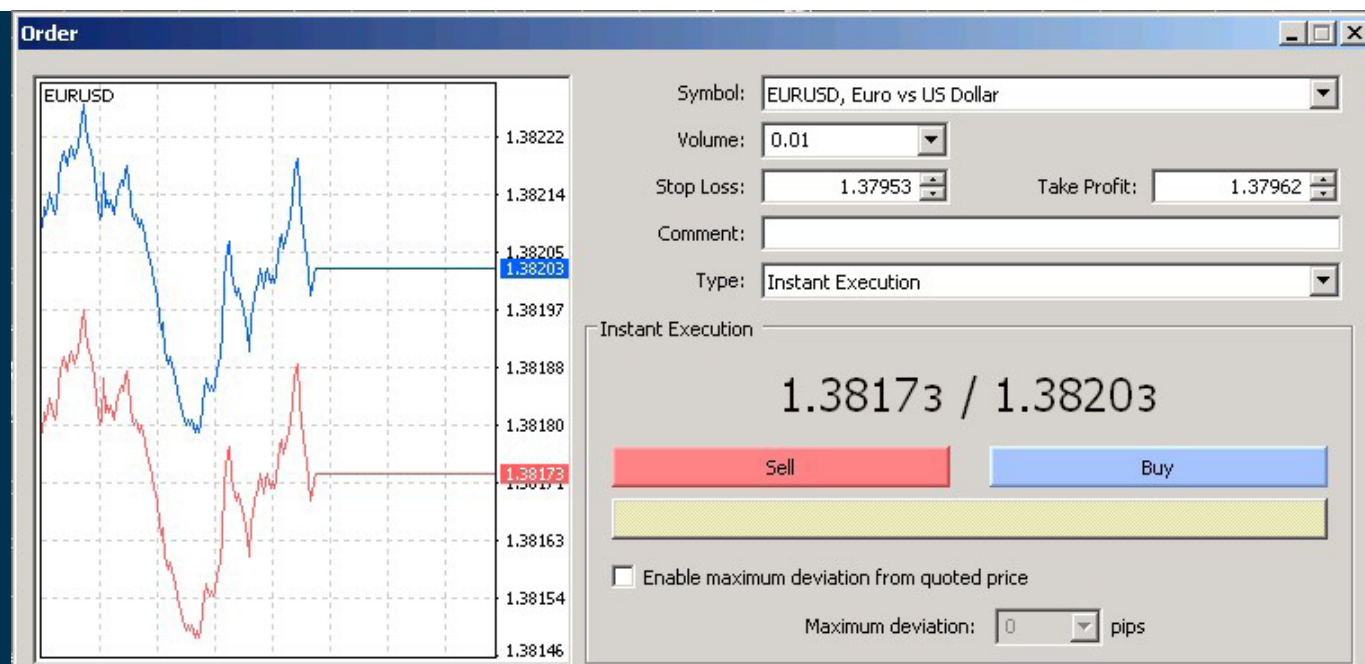 Order
EURUSD
1.38222
1.38214
1.38205
1.38203
1.38197
1.38188
1.38180
1.38173
1.38171
1.38163
1.38154
1.38146
Symbol: EURUSD, Euro vs US Dollar
Volume: 0.01
Stop Loss: 1.37953 Take Profit: 1.37962
Comment:
Type: Instant Execution
Instant Execution
1.38173 / 1.38203
Sell Buy
Enable maximum deviation from quoted price
Maximum deviation: 0 pips